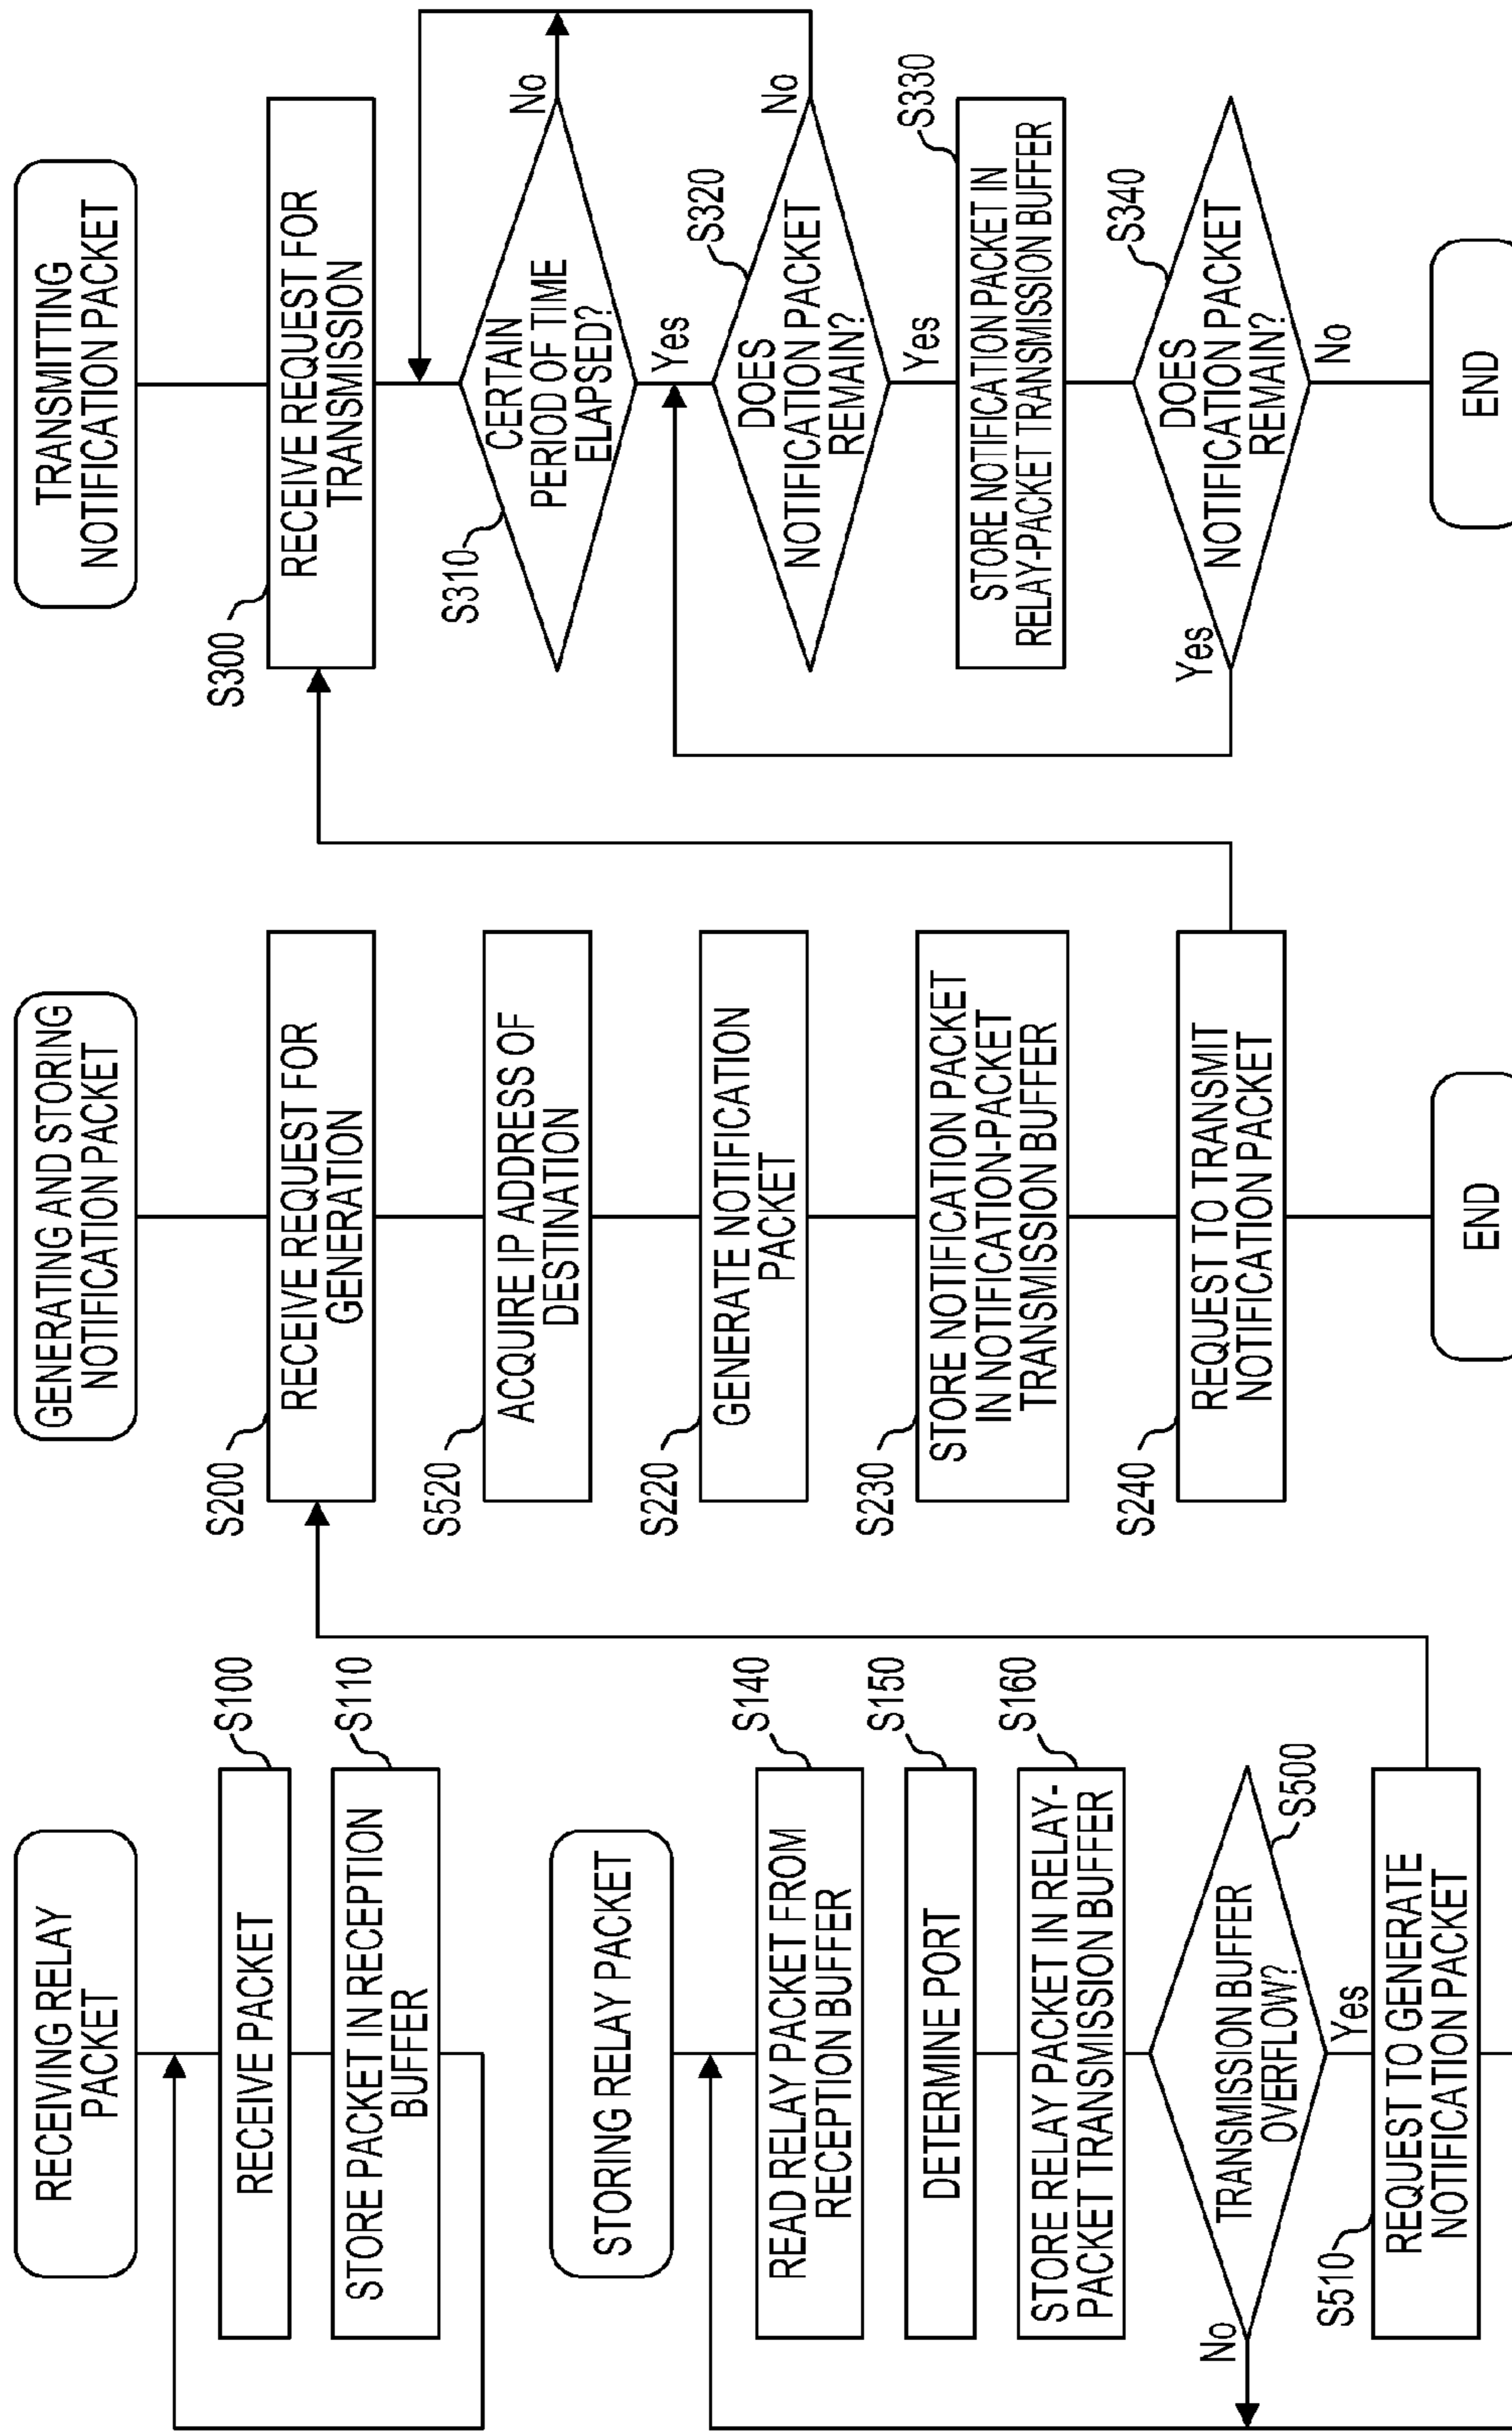 RECEIVING RELAY
PACKET
S100
RECEIVE PACKET
S110
STORE PACKET IN RECEPTION
BUFFER
STORING RELAY PACKET
S140
READ RELAY PACKET FROM
RECEPTION BUFFER
S150
DETERMINE PORT
S160
STORE RELAY PACKET IN RELAY-
PACKET TRANSMISSION BUFFER
S500
TRANSMISSION BUFFER
OVERFLOW?
No
Yes
S510
REQUEST TO GENERATE
NOTIFICATION PACKET
GENERATING AND STORING
NOTIFICATION PACKET
S200
RECEIVE REQUEST FOR
GENERATION
S520
ACQUIRE IP ADDRESS OF
DESTINATION
S220
GENERATE NOTIFICATION
PACKET
S230
STORE NOTIFICATION PACKET
IN NOTIFICATION-PACKET
TRANSMISSION BUFFER
S240
REQUEST TO TRANSMIT
NOTIFICATION PACKET
END
TRANSMITTING
NOTIFICATION PACKET
S300
RECEIVE REQUEST FOR
TRANSMISSION
S310
CERTAIN
PERIOD OF TIME
ELAPSED?
No
Yes
S320
DOES
NOTIFICATION PACKET
REMAIN?
No
Yes
S330
STORE NOTIFICATION PACKET IN
RELAY-PACKET TRANSMISSION BUFFER
S340
DOES
NOTIFICATION PACKET
REMAIN?
Yes
No
END